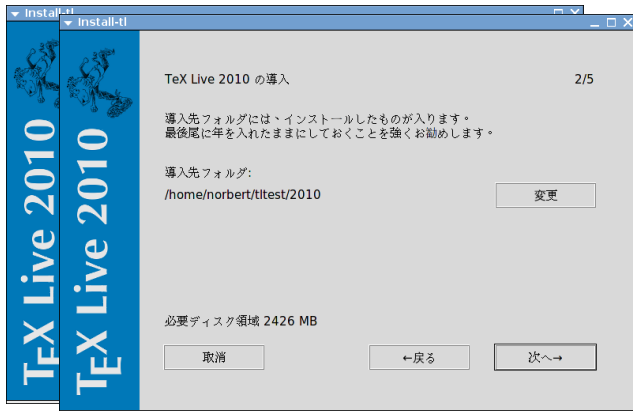 Install-tl
Install-tl
TeX Live 2010
TeX Live 2010
TeX Live 2010 の導入
2/5
導入先フォルダには、インストールしたものが入ります。
最後尾に年を入れたままにしておくことを強くお勧めします。
導入先フォルダ:
/home/norbert/tltest/2010
変更
必要ディスク領域 2426 MB
取消
←戻る
次へ→